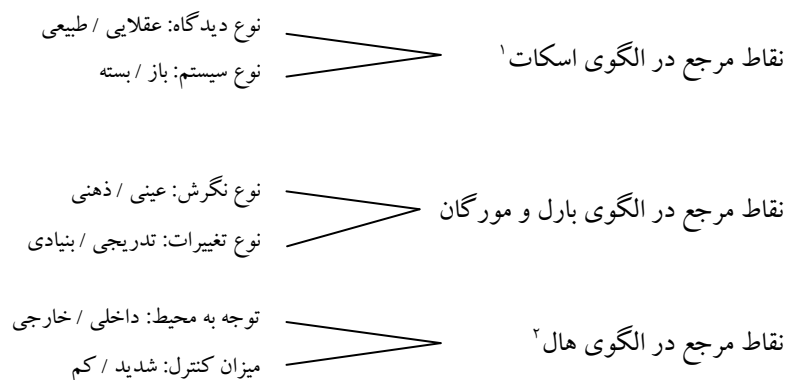 نقاط مرجع در الگوی اسکات۱
نوع دیدگاه: عقلایی / طبیعی
نوع سیستم: باز / بسته
نقاط مرجع در الگوی بارل و مورگان
نوع نگرش: عینی / ذهنی
نوع تغییرات: تدریجی / بنیادی
نقاط مرجع در الگوی هال۲
توجه به محیط: داخلی / خارجی
میزان کنترل: شدید / کم